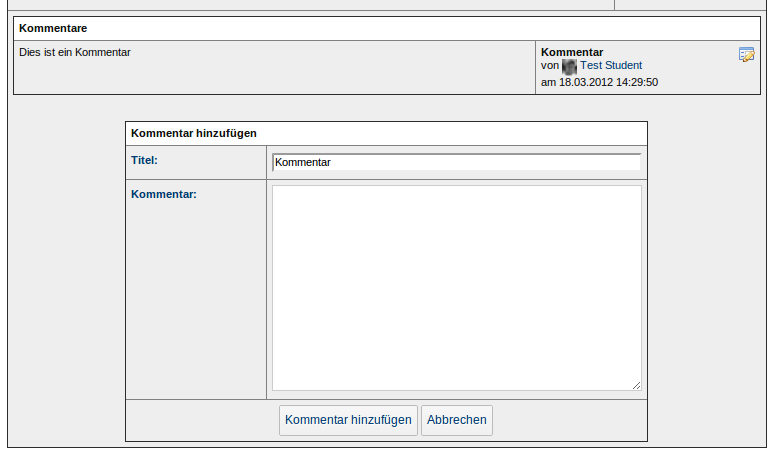 Kommentare
Dies ist ein Kommentar
Kommentar
von Test Student
am 18.03.2012 14:29:50
Kommentar hinzufügen
Titel:
Kommentar
Kommentar:
Kommentar hinzufügen
Abbrechen